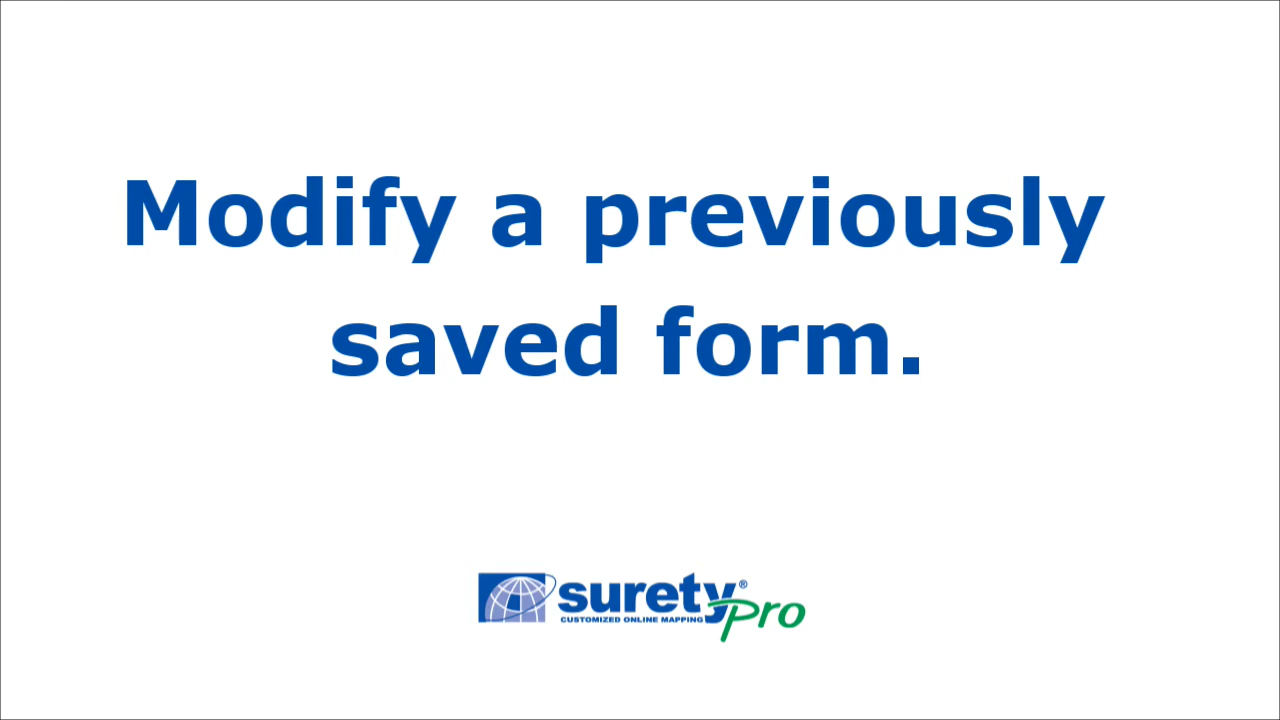 Modify a previously
saved form.
surety® pro
CUSTOMIZED ONLINE MAPPING